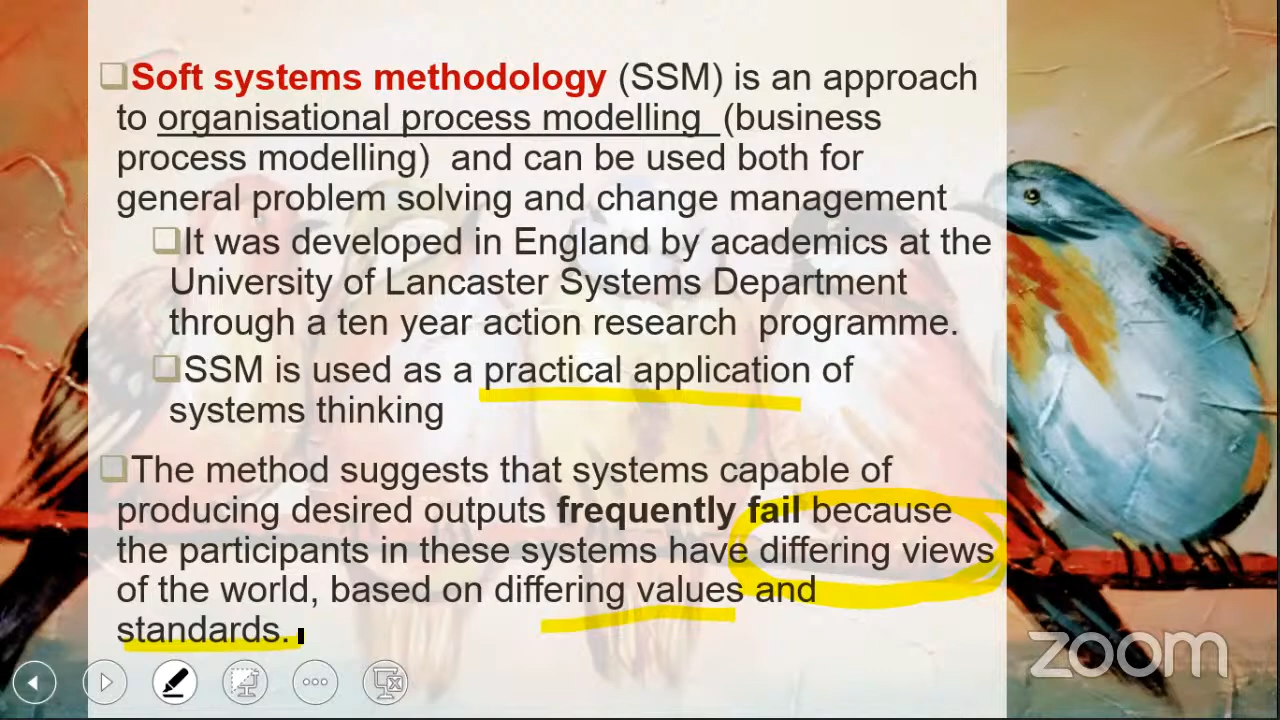 Soft systems methodology (SSM) is an approach
to organisational process modelling (business
process modelling) and can be used both for
general problem solving and change management
It was developed in England by academics at the
University of Lancaster Systems Department
through a ten year action research programme.
SSM is used as a practical application of
systems thinking
The method suggests that systems capable of
producing desired outputs frequently fail because
the participants in these systems have differing views
of the world, based on differing values and
standards.
zoom